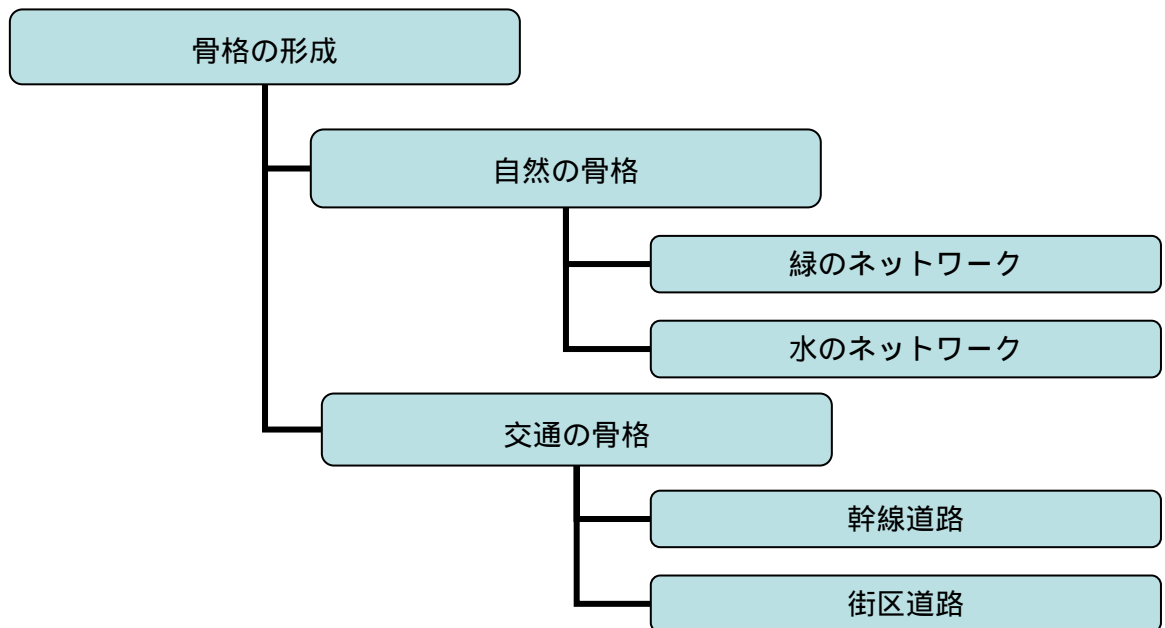 骨格の形成
自然の骨格
緑のネットワーク
水のネットワーク
交通の骨格
幹線道路
街区道路